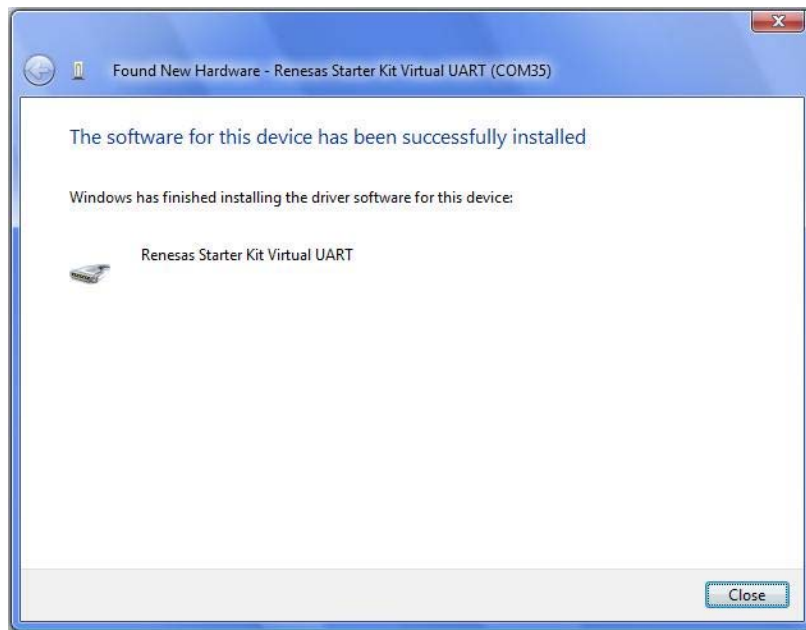 Found New Hardware - Renesas Starter Kit Virtual UART (COM35)
The software for this device has been successfully installed
Windows has finished installing the driver software for this device:
Renesas Starter Kit Virtual UART
Close